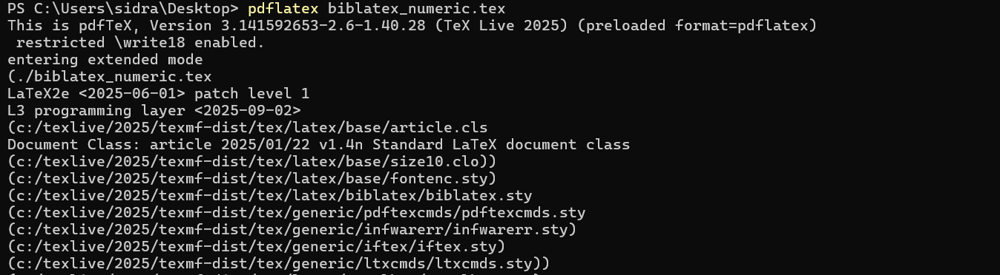 PS C:\Users\sidra\Desktop> pdflatex biblatex_numeric.tex
This is pdfTeX, Version 3.141592653-2.6-1.40.28 (TeX Live 2025) (preloaded format=pdflatex)
 restricted \write18 enabled.
entering extended mode
(./biblatex_numeric.tex
LaTeX2e <2025-06-01> patch level 1
L3 programming layer <2025-09-02>
(c:/texlive/2025/texmf-dist/tex/latex/base/article.cls
Document Class: article 2025/01/22 v1.4n Standard LaTeX document class
(c:/texlive/2025/texmf-dist/tex/latex/base/size10.clo))
(c:/texlive/2025/texmf-dist/tex/latex/base/fontenc.sty)
(c:/texlive/2025/texmf-dist/tex/latex/biblatex/biblatex.sty
(c:/texlive/2025/texmf-dist/tex/generic/pdftexcmds/pdftexcmds.sty
(c:/texlive/2025/texmf-dist/tex/generic/infwarerr/infwarerr.sty)
(c:/texlive/2025/texmf-dist/tex/generic/iftex/iftex.sty)
(c:/texlive/2025/texmf-dist/tex/generic/ltxcmds/ltxcmds.sty))